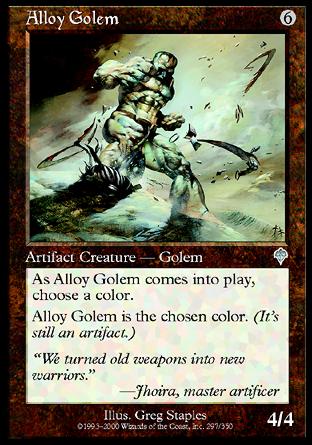 Alloy Golem 6
Artifact Creature — Golem
As Alloy Golem comes into play,
choose a color.
Alloy Golem is the chosen color. (It's
still an artifact.)
"We turned old weapons into new
warriors."
—Jhoira, master artificer
Illus. Greg Staples
©1993-2000 Wizards of the Coast, Inc. 297/350
4/4